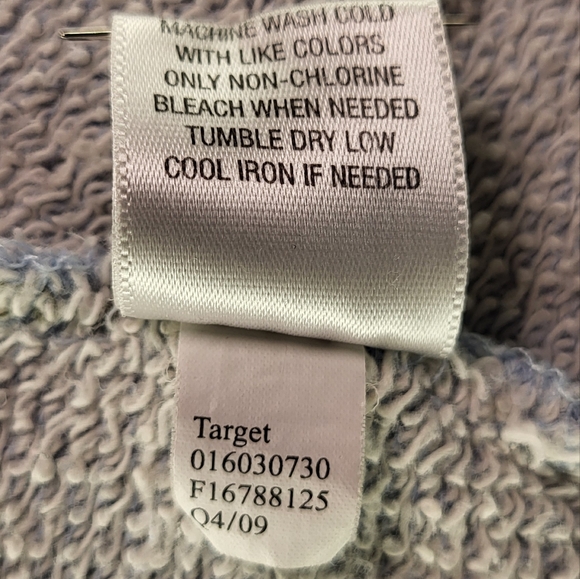 MACHINE WASH COLD
WITH LIKE COLORS
ONLY NON-CHLORINE
BLEACH WHEN NEEDED
TUMBLE DRY LOW
COOL IRON IF NEEDED
Target
016030730
F16788125
Q4/09